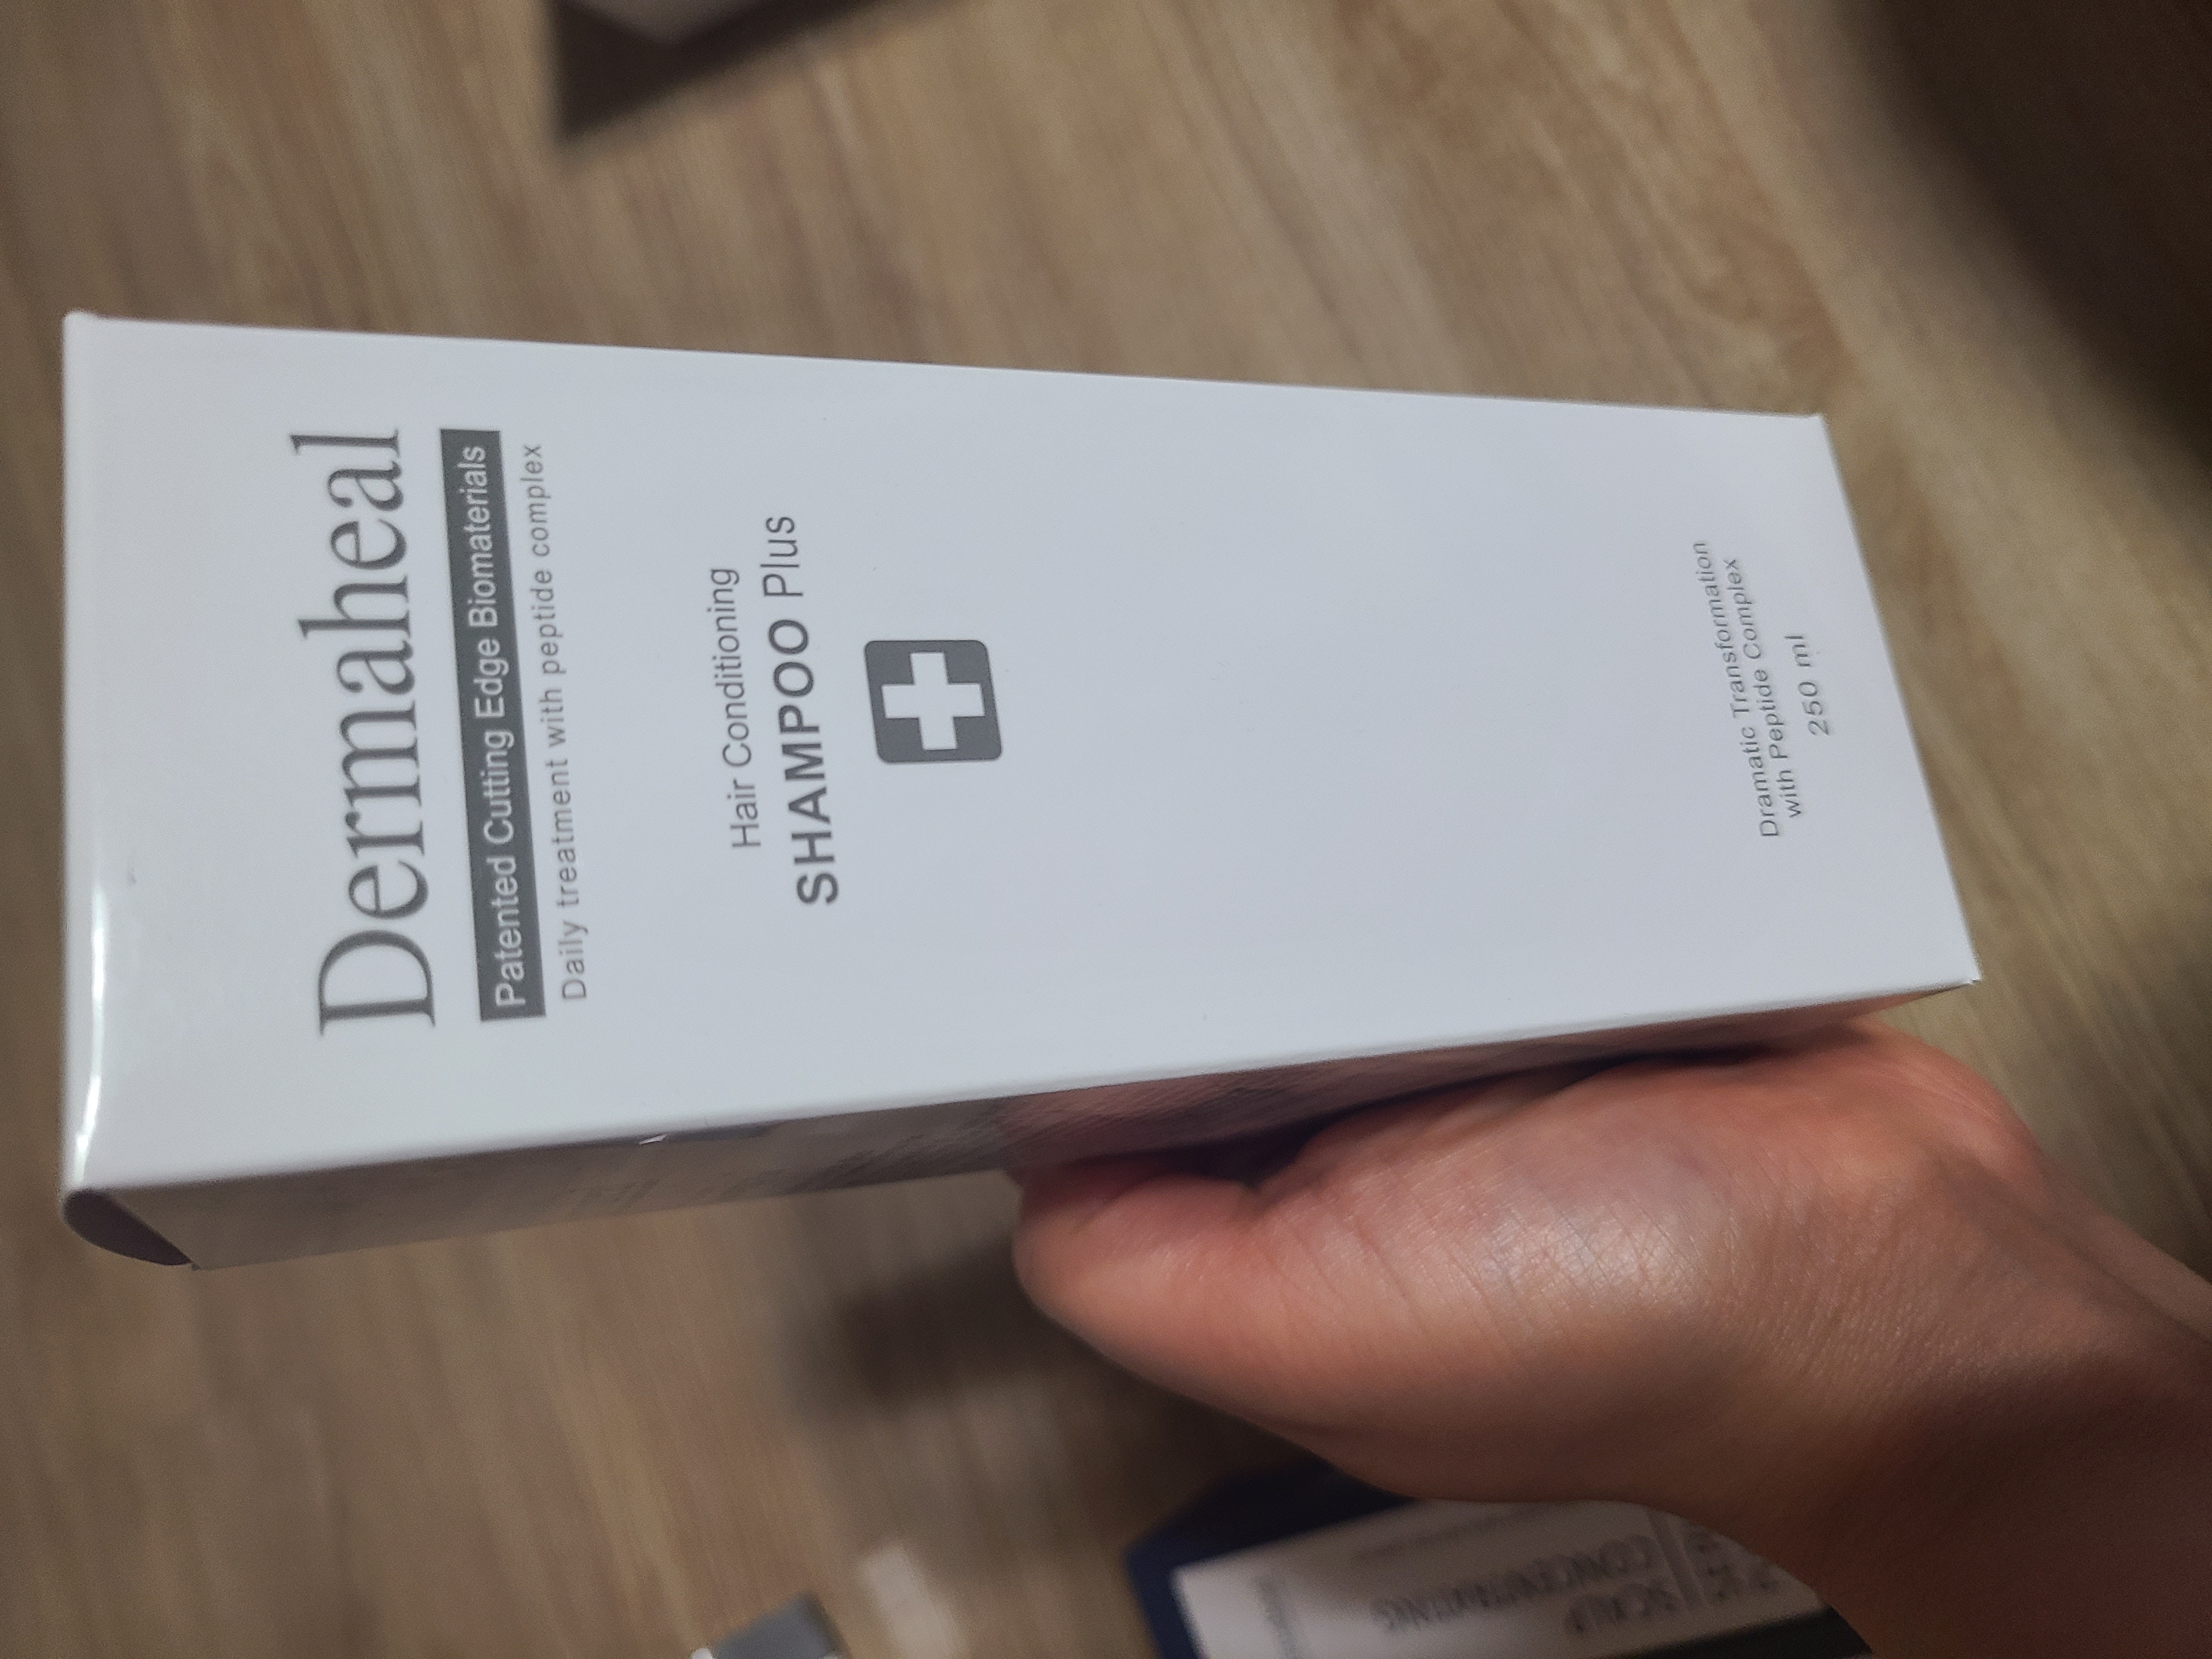 Dermaheal
Patented Cutting Edge Biomaterials
Daily treatment with peptide complex
Hair Conditioning
SHAMPOO Plus
Dramatic Transformation
with Peptide Complex
250 ml
SCALP